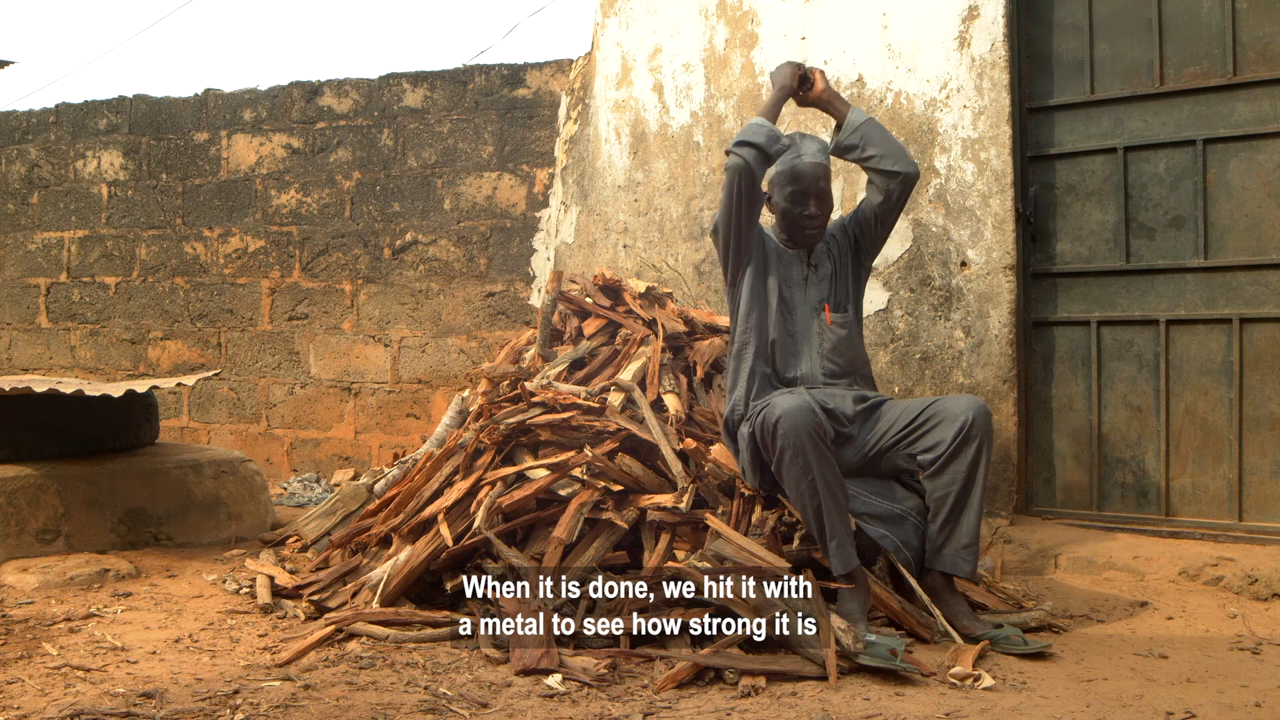 When it is done, we hit it with
a metal to see how strong it is